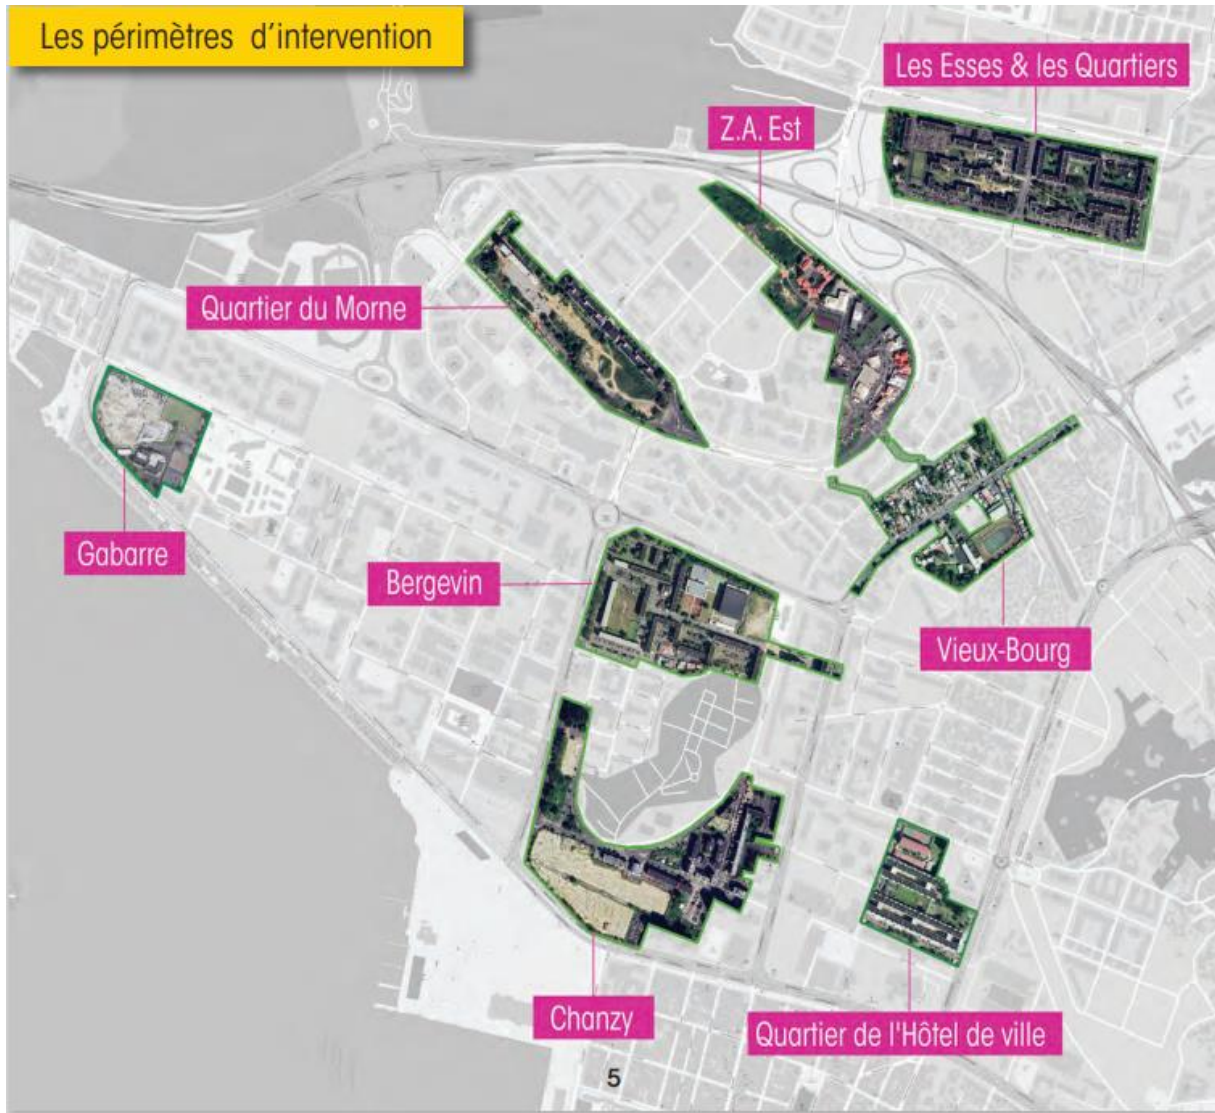 Les périmètres d'intervention
Les Esses & les Quartiers
Z.A. Est
Quartier du Morne
Gabarre
Bergevin
Vieux-Bourg
Chanzy
Quartier de l'Hôtel de ville
5